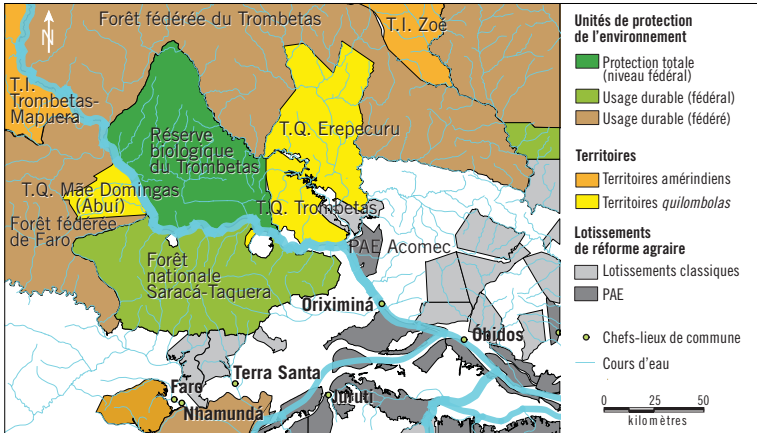 Forêt fédérée du Trombetas
T.I. Zoé
N
T.I.
Trombetas-
Mapuera
Réserve
biologique
du Trombetas
T.Q. Erepecuru
T.Q. Mãe Domingas
(Abuí)
T.Q. Trombetas
Forêt fédérée
de Faro
PAE Acomec
Forêt
nationale
Saracá-Taquera
Oriximiná
Óbidos
Terra Santa
Faro
Juruti
Nhamundá
Unités de protection
de l'environnement
Protection totale
(niveau fédéral)
Usage durable (fédéral)
Usage durable (fédéré)
Territoires
Territoires amérindiens
Territoires quilombolas
Lotissements
de réforme agraire
Lotissements classiques
PAE
Chefs-lieux de commune
Cours d'eau
0 25 50
kilomètres